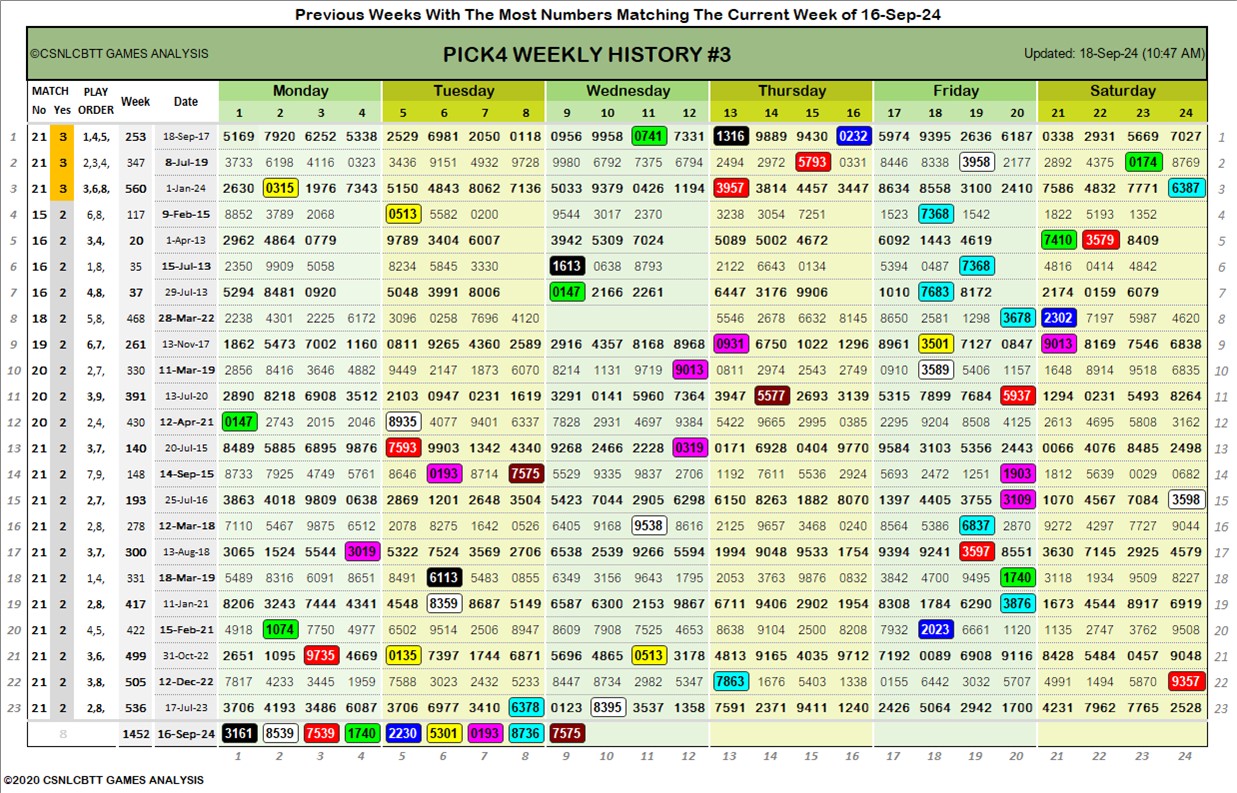 Previous Weeks With The Most Numbers Matching The Current Week of 16-Sep-24
©CSNLCBTT GAMES ANALYSIS PICK4 WEEKLY HISTORY #3 Updated: 18-Sep-24 (10:47 AM)
MATCH PLAY Week Date Monday Tuesday Wednesday Thursday Friday Saturday
No Yes ORDER 1 2 3 4 5 6 7 8 9 10 11 12 13 14 15 16 17 18 19 20 21 22 23 24
1 21 3 1,4,5, 253 18-Sep-17 5169 7920 6252 5338 2529 6981 2050 0118 0956 9958 0741 7331 1316 9889 9430 0232 5974 9395 2636 6187 0338 2931 5669 7027 1
2 21 3 2,3,4, 347 8-Jul-19 3733 6198 4116 0323 3436 9151 4932 9728 9980 6792 7375 6794 2494 2972 5793 0331 8446 8338 3958 2177 2892 4375 0174 8769 2
3 21 3 3,6,8, 560 1-Jan-24 2630 0315 1976 7343 5150 4843 8062 7136 5033 9379 0426 1194 3957 3814 4457 3447 8634 8558 3100 2410 7586 4832 7771 6387 3
4 15 2 6,8, 117 9-Feb-15 8852 3789 2068 0513 5582 0200 9544 3017 2370 3238 3054 7251 1523 7368 1542 1822 5193 1352 4
5 16 2 3,4, 20 1-Apr-13 2962 4864 0779 9789 3404 6007 3942 5309 7024 5089 5002 4672 6092 1443 4619 7410 3579 8409 5
6 16 2 1,8, 35 15-Jul-13 2350 9909 5058 8234 5845 3330 1613 0638 8793 2122 6643 0134 5394 0487 7368 4816 0414 4842 6
7 16 2 4,8, 37 29-Jul-13 5294 8481 0920 5048 3991 8006 0147 2166 2261 6447 3176 9906 1010 7683 8172 2174 0159 6079 7
8 18 2 5,8, 468 28-Mar-22 2238 4301 2225 6172 3096 0258 7696 4120 5546 2678 6632 8145 8650 2581 1298 3678 2302 7197 5987 4620 8
9 19 2 6,7, 261 13-Nov-17 1862 5473 7002 1160 0811 9265 4360 2589 2916 4357 8168 8968 0931 6750 1022 1296 8961 3501 7127 0847 9013 8169 7546 6838 9
10 20 2 2,7, 330 11-Mar-19 2856 8416 3646 4882 9449 2147 1873 6070 8214 1131 9719 9013 0811 2974 2543 2749 0910 3589 5406 1157 1648 8914 9518 6835 10
11 20 2 3,9, 391 13-Jul-20 2890 8218 6908 3512 2103 0947 0231 1619 3291 0141 5960 7364 3947 5577 2693 3139 5315 7899 7684 5937 1294 0231 5493 8264 11
12 20 2 2,4, 430 12-Apr-21 0147 2743 2015 2046 8935 4077 9401 6337 7828 2931 4697 9384 5422 9665 2995 0385 2295 9204 8508 4125 2613 4695 5808 3162 12
13 21 2 3,7, 140 20-Jul-15 8489 5885 6895 9876 7593 9903 1342 4340 9268 2466 2228 0319 0171 6928 0404 9770 9584 3103 5356 2443 0066 4076 8485 2498 13
14 21 2 7,9, 148 14-Sep-15 8733 7925 4749 5761 8646 0193 8714 7575 5529 9335 9837 2706 1192 7611 5536 2924 5693 2472 1251 1903 1812 5639 0029 0682 14
15 21 2 2,7, 193 25-Jul-16 3863 4018 9809 0638 2869 1201 2648 3504 5423 7044 2905 6298 6150 8263 1882 8070 1397 4405 3755 3109 1070 4567 7084 3598 15
16 21 2 2,8, 278 12-Mar-18 7110 5467 9875 6512 2078 8275 1642 0526 6405 9168 9538 8616 2125 9657 3468 0240 8564 5386 6837 2870 9272 4297 7727 9044 16
17 21 2 3,7, 300 13-Aug-18 3065 1524 5544 3019 5322 7524 3569 2706 6538 2539 9266 5594 1994 9048 9533 1754 9394 9241 3597 8551 3630 7145 2925 4579 17
18 21 2 1,4, 331 18-Mar-19 5489 8316 6091 8651 8491 6113 5483 0855 6349 3156 9643 1795 2053 3763 9876 0832 3842 4700 9495 1740 3118 1934 9509 8227 18
19 21 2 2,8, 417 11-Jan-21 8206 3243 7444 4341 4548 8359 8687 5149 6587 6300 2153 9867 6711 9406 2902 1954 8308 1784 6290 3876 1673 4544 8917 6919 19
20 21 2 4,5, 422 15-Feb-21 4918 1074 7750 4977 6502 9514 2506 8947 8609 7908 7525 4653 8638 9104 2500 8208 7932 2023 6661 1120 1135 2747 3762 9508 20
21 21 2 3,6, 499 31-Oct-22 2651 1095 9735 4669 0135 7397 1744 6871 5696 4865 0513 3178 4813 9165 4035 9712 7192 0089 6908 9116 8428 5484 0457 9048 21
22 21 2 3,8, 505 12-Dec-22 7817 4233 3445 1959 7588 3023 2432 5233 8447 8734 2982 5347 7863 1676 5403 1338 0155 6442 3032 5707 4991 1494 5870 9357 22
23 21 2 2,8, 536 17-Jul-23 3706 4193 3486 6087 3706 6977 3410 6378 0123 8395 3537 1358 7591 2371 9411 1240 2426 5064 2942 1700 4231 7962 7765 2528 23
8 1452 16-Sep-24 3161 8539 7539 1740 2230 5301 0193 8736 7575
1 2 3 4 5 6 7 8 9 10 11 12 13 14 15 16 17 18 19 20 21 22 23 24
©2020 CSNLCBTT GAMES ANALYSIS